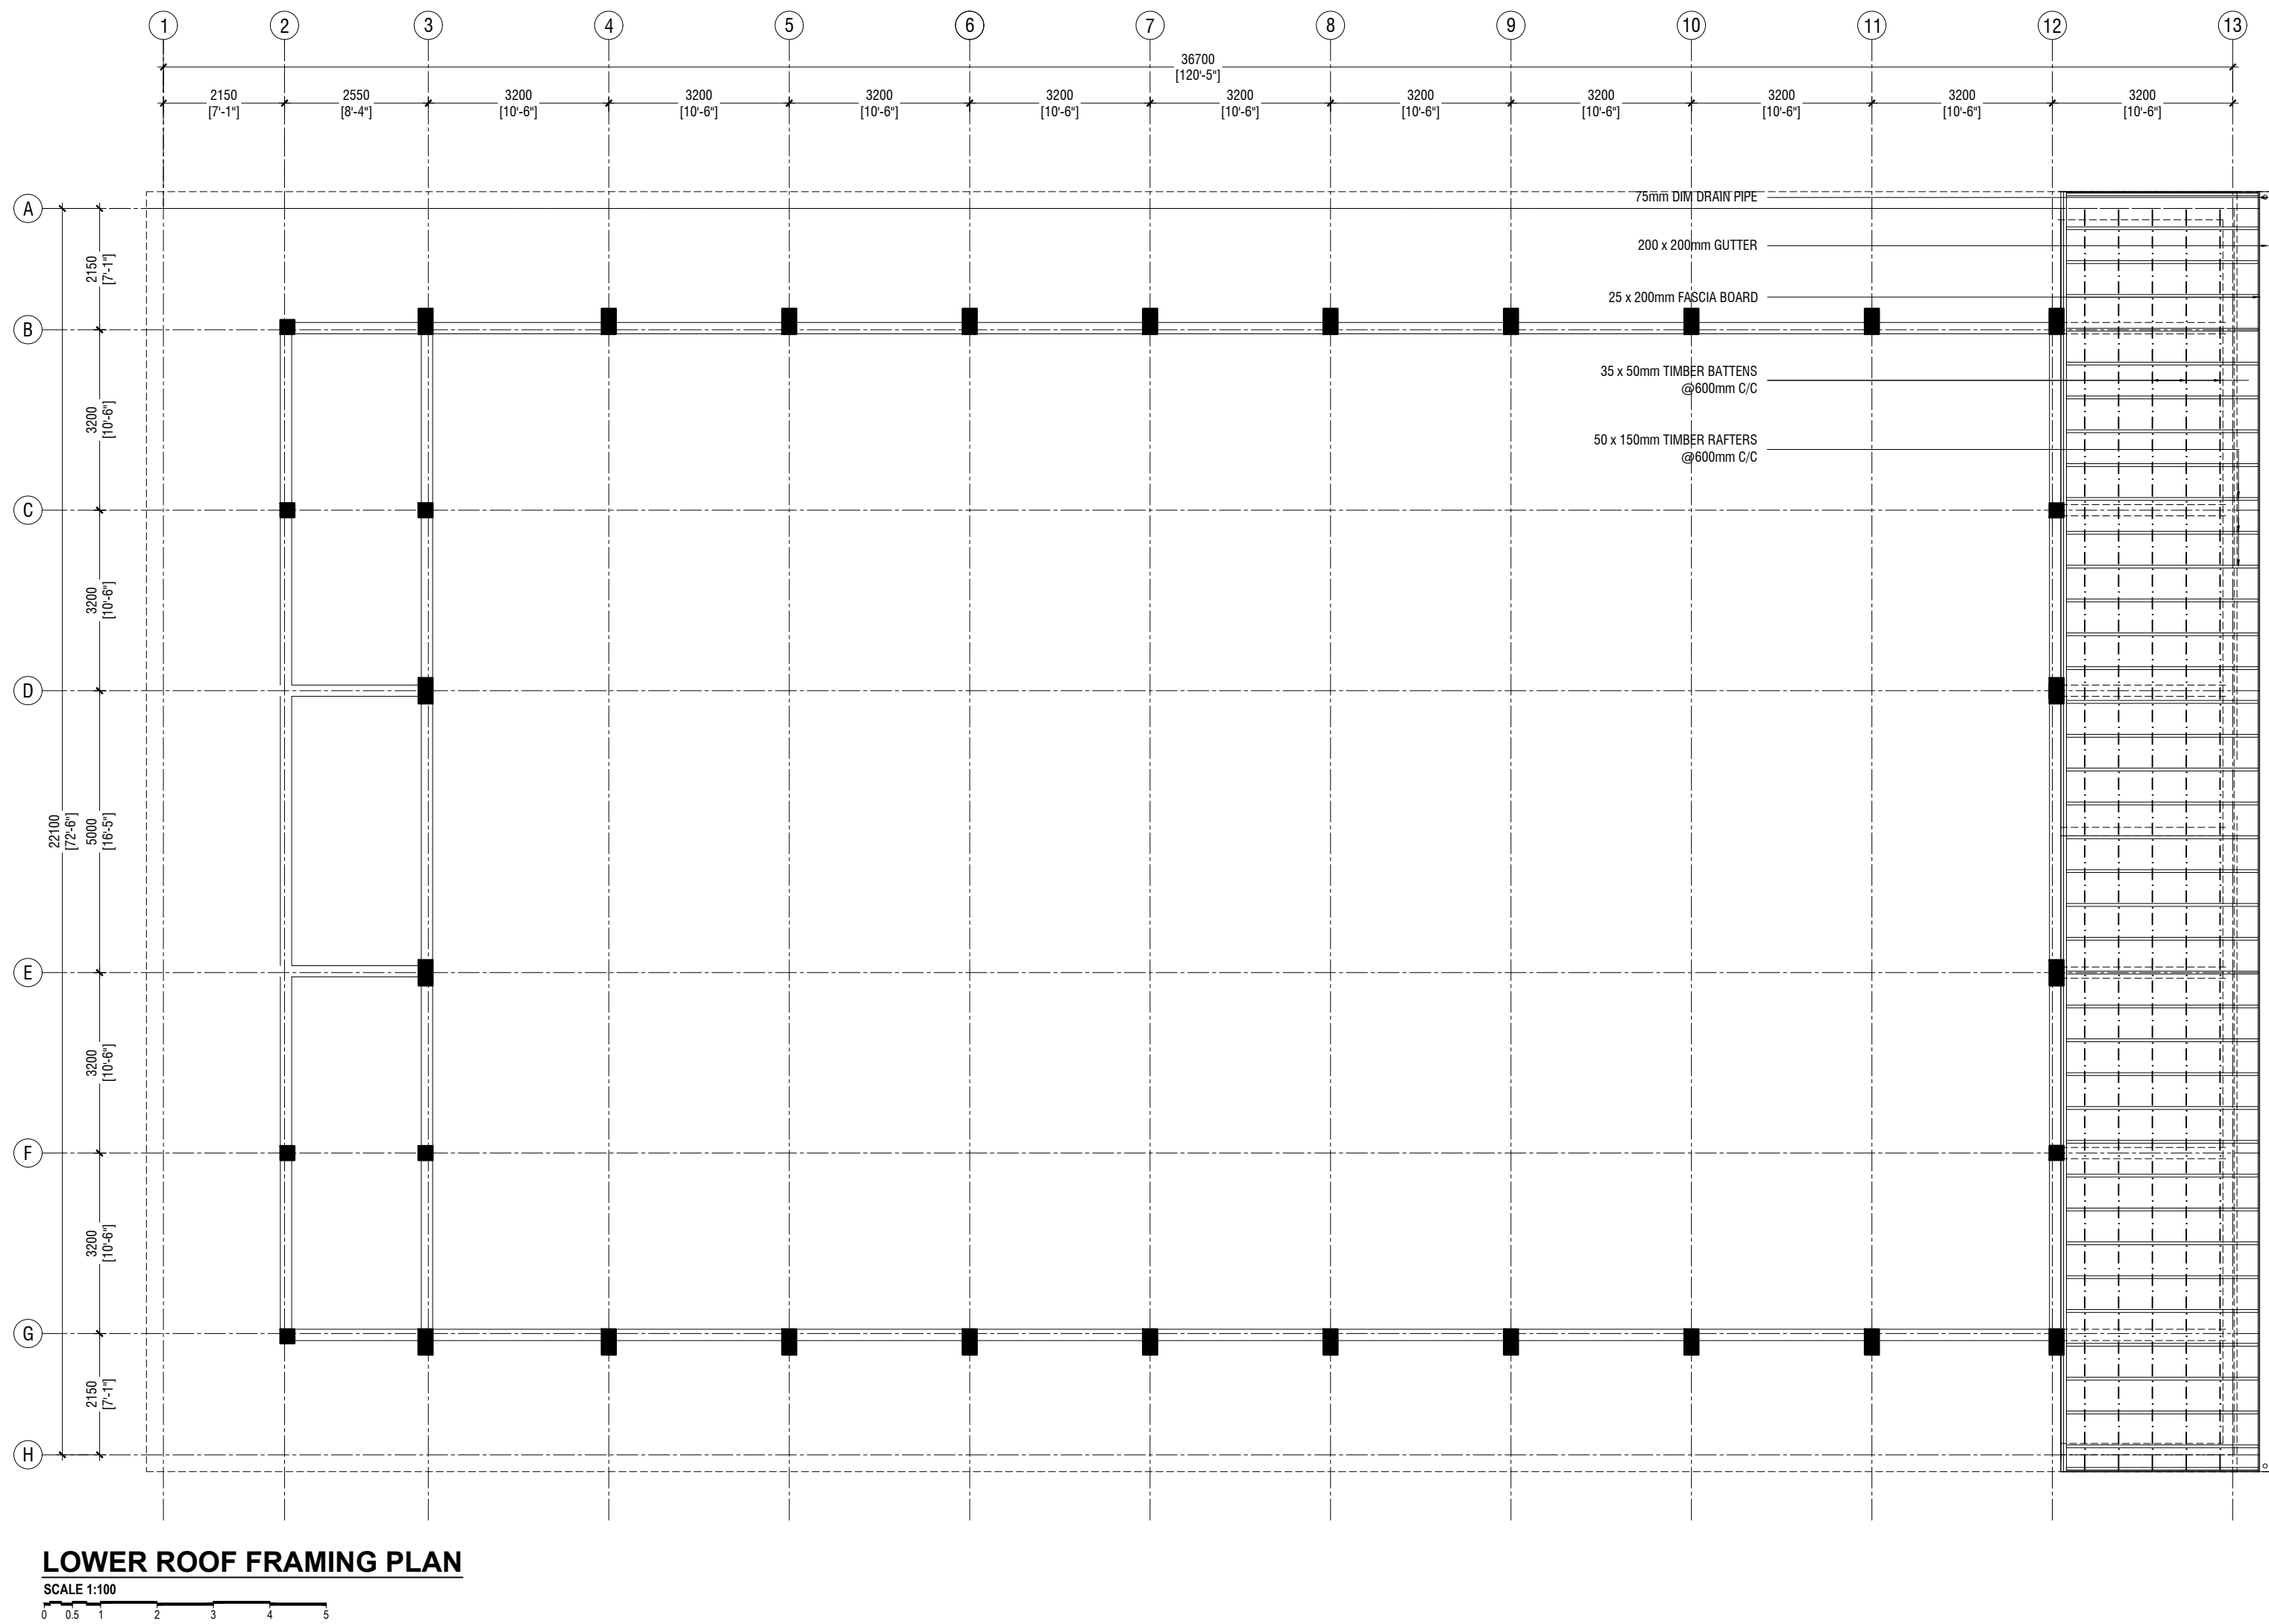 1 2 3 4 5 6 7 8 9 10 11 12 13
36700
[120'-5"]
2150 2550 3200 3200 3200 3200 3200 3200 3200 3200 3200 3200
[7'-1"] [8'-4"] [10'-6"] [10'-6"] [10'-6"] [10'-6"] [10'-6"] [10'-6"] [10'-6"] [10'-6"] [10'-6"] [10'-6"]
75mm DIM DRAIN PIPE
A
200 x 200mm GUTTER
2150
[7'-1"]
25 x 200mm FASCIA BOARD
B
35 x 50mm TIMBER BATTENS
@600mm C/C
3200
[10'-6"]
50 x 150mm TIMBER RAFTERS
@600mm C/C
C
3200
[10'-6"]
D
22100
[72'-6"]
5000
[16'-5"]
E
3200
[10'-6"]
F
3200
[10'-6"]
G
2150
[7'-1"]
H
LOWER ROOF FRAMING PLAN
SCALE 1:100
0 0.5 1 2 3 4 5